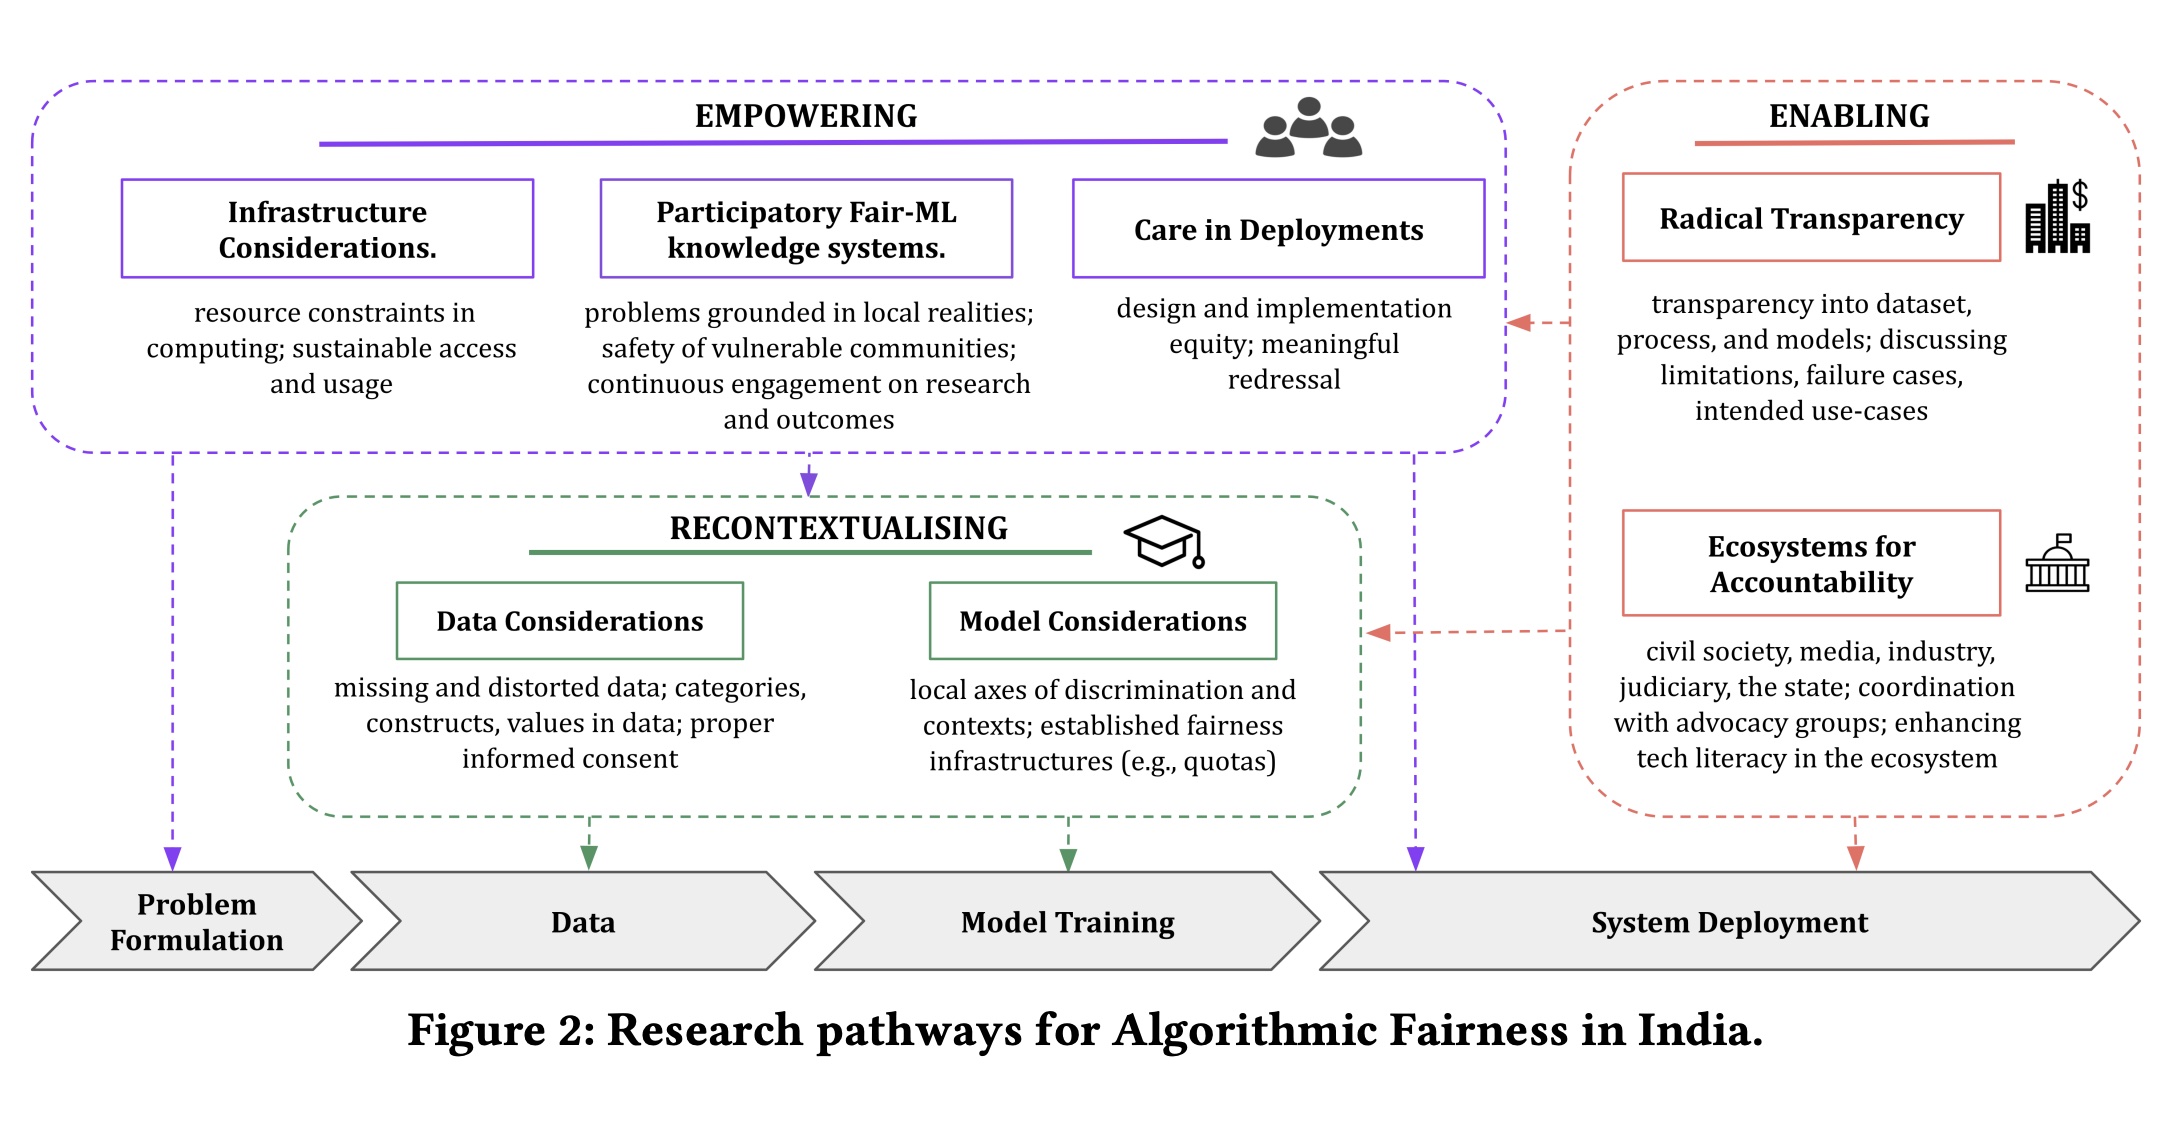 EMPOWERING
Infrastructure
Considerations.
resource constraints in
computing; sustainable access
and usage
Participatory Fair-ML
knowledge systems.
problems grounded in local realities;
safety of vulnerable communities;
continuous engagement on research
and outcomes
Care in Deployments
design and implementation
equity; meaningful
redressal
ENABLING
Radical Transparency
$
transparency into dataset,
process, and models; discussing
limitations, failure cases,
intended use-cases
Ecosystems for
Accountability
civil society, media, industry,
judiciary, the state; coordination
with advocacy groups; enhancing
tech literacy in the ecosystem
RECONTEXTUALISING
Data Considerations
missing and distorted data; categories,
constructs, values in data; proper
informed consent
Model Considerations
local axes of discrimination and
contexts; established fairness
infrastructures (e.g., quotas)
Problem
Formulation
Data
Model Training
System Deployment
Figure 2: Research pathways for Algorithmic Fairness in India.